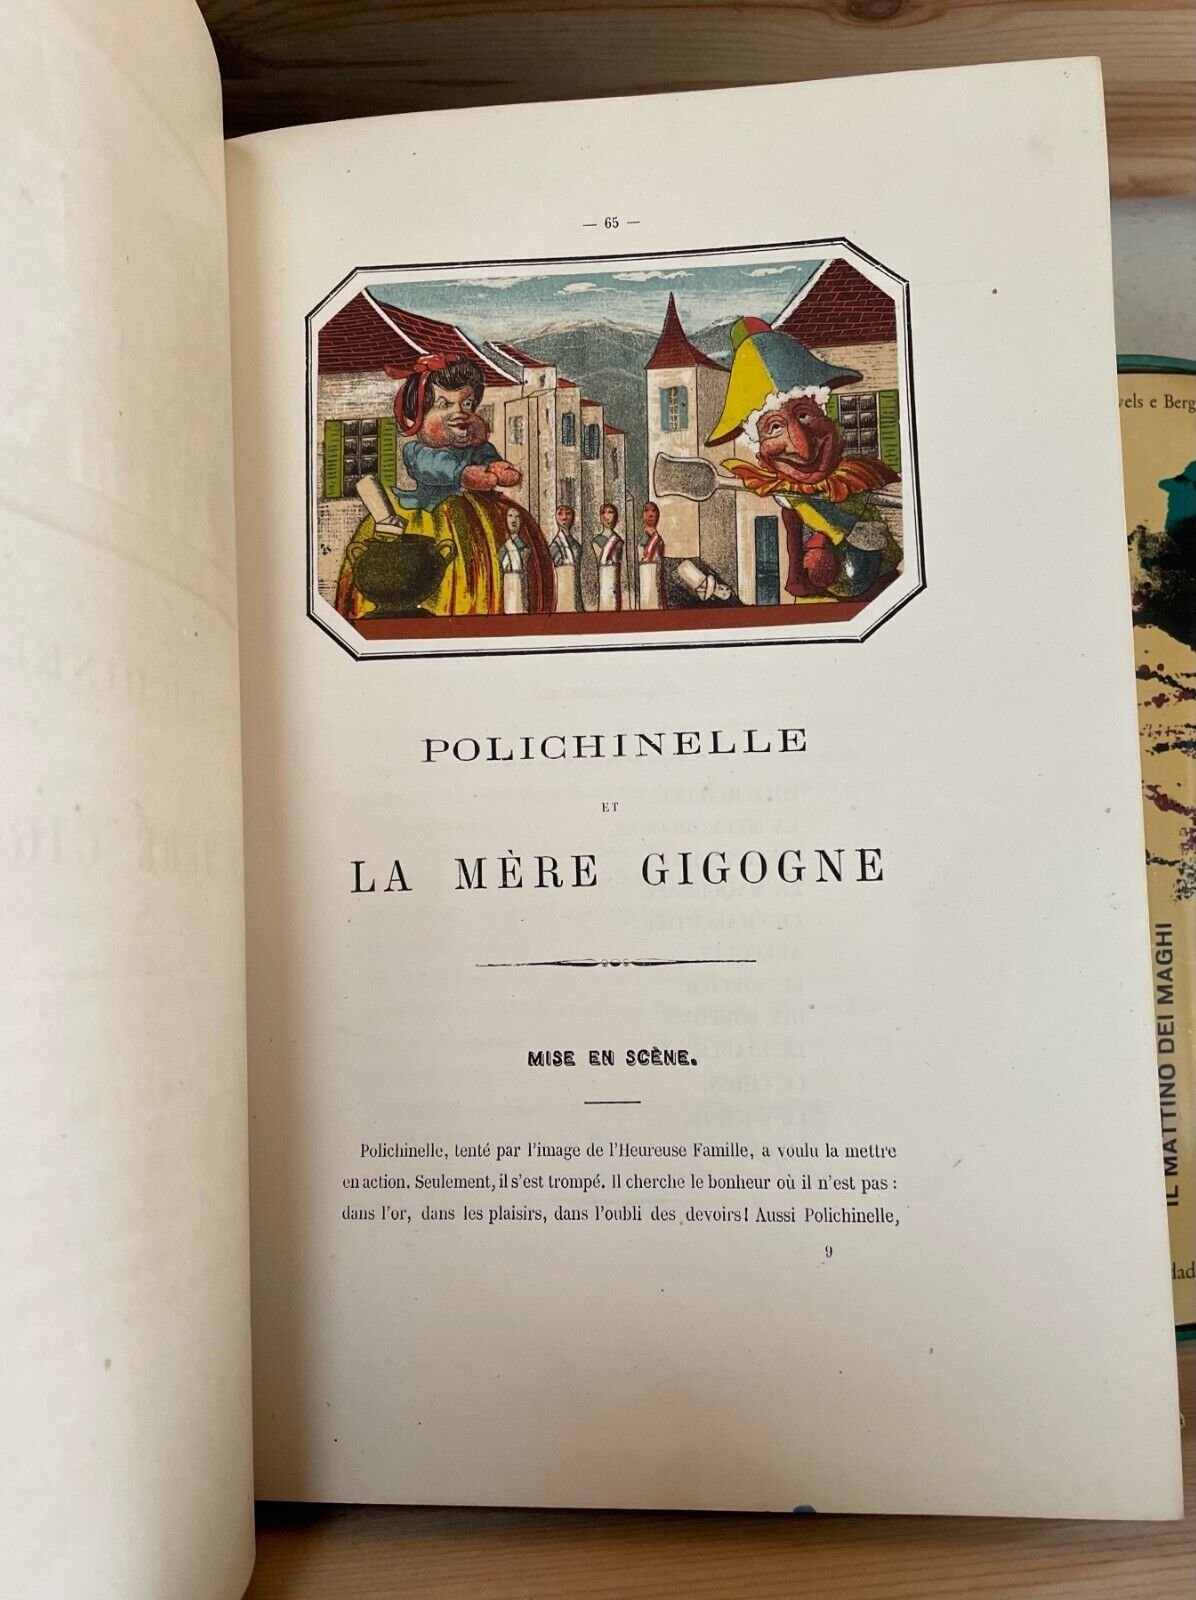 — 65 —
POLICHINELLE
ET
LA MÈRE GIGOGNE
MISE EN SCÈNE.
Polichinelle, tenté par l'image de l'Heureuse Famille, a voulu la mettre
en action. Seulement, il s'est trompé. Il cherche le bonheur où il n'est pas :
dans l'or, dans les plaisirs, dans l'oubli des devoirs! Aussi Polichinelle,
9
e Berg
IL MATTINO DEI MAGHI